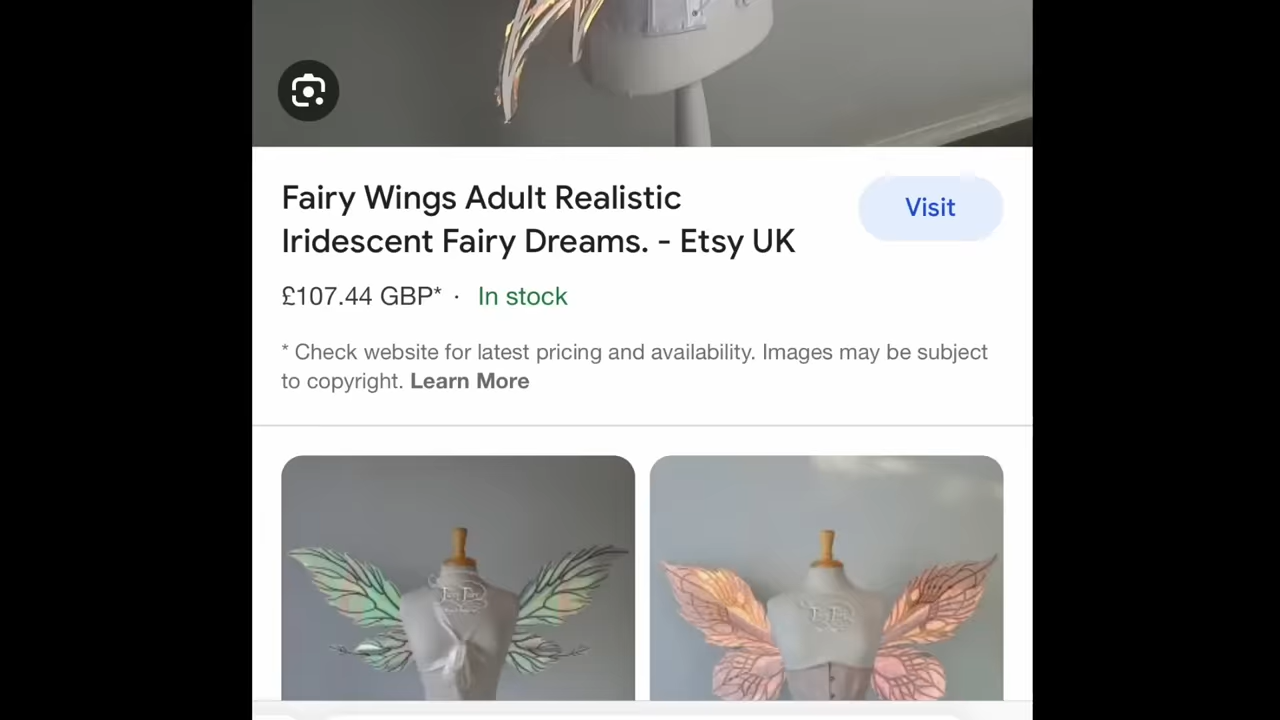 Fairy Wings Adult Realistic
Iridescent Fairy Dreams. - Etsy UK
Visit
£107.44 GBP* · In stock
* Check website for latest pricing and availability. Images may be subject
to copyright. Learn More